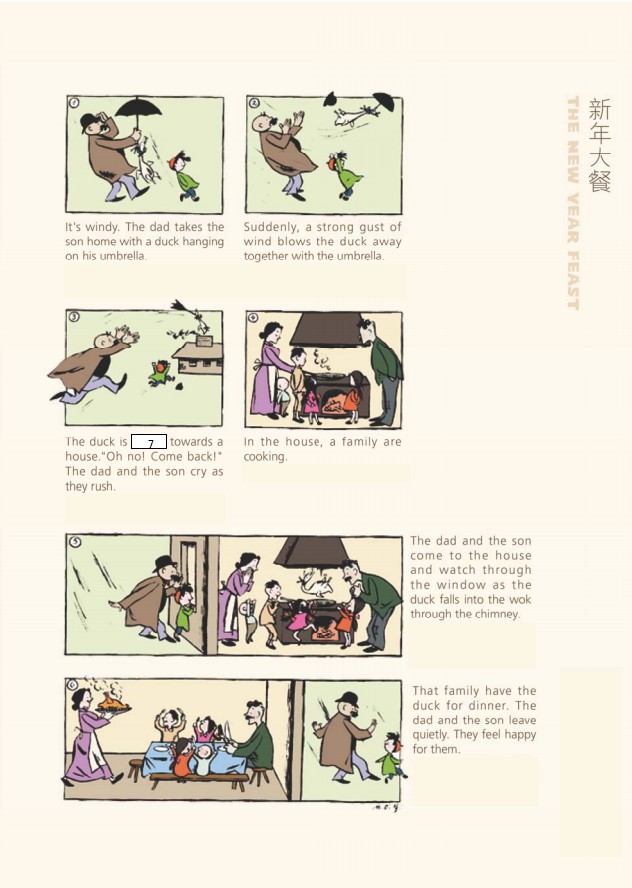 新年大餐
THE NEW YEAR FEAST
1
2
It's windy. The dad takes the
son home with a duck hanging
on his umbrella.
Suddenly, a strong gust of
wind blows the duck away
together with the umbrella.
3
4
The duck is 7 towards a
house."Oh no! Come back!"
The dad and the son cry as
they rush.
In the house, a family are
cooking.
5
The dad and the son
come to the house
and watch through
the window as the
duck falls into the wok
through the chimney.
6
That family have the
duck for dinner. The
dad and the son leave
quietly. They feel happy
for them.